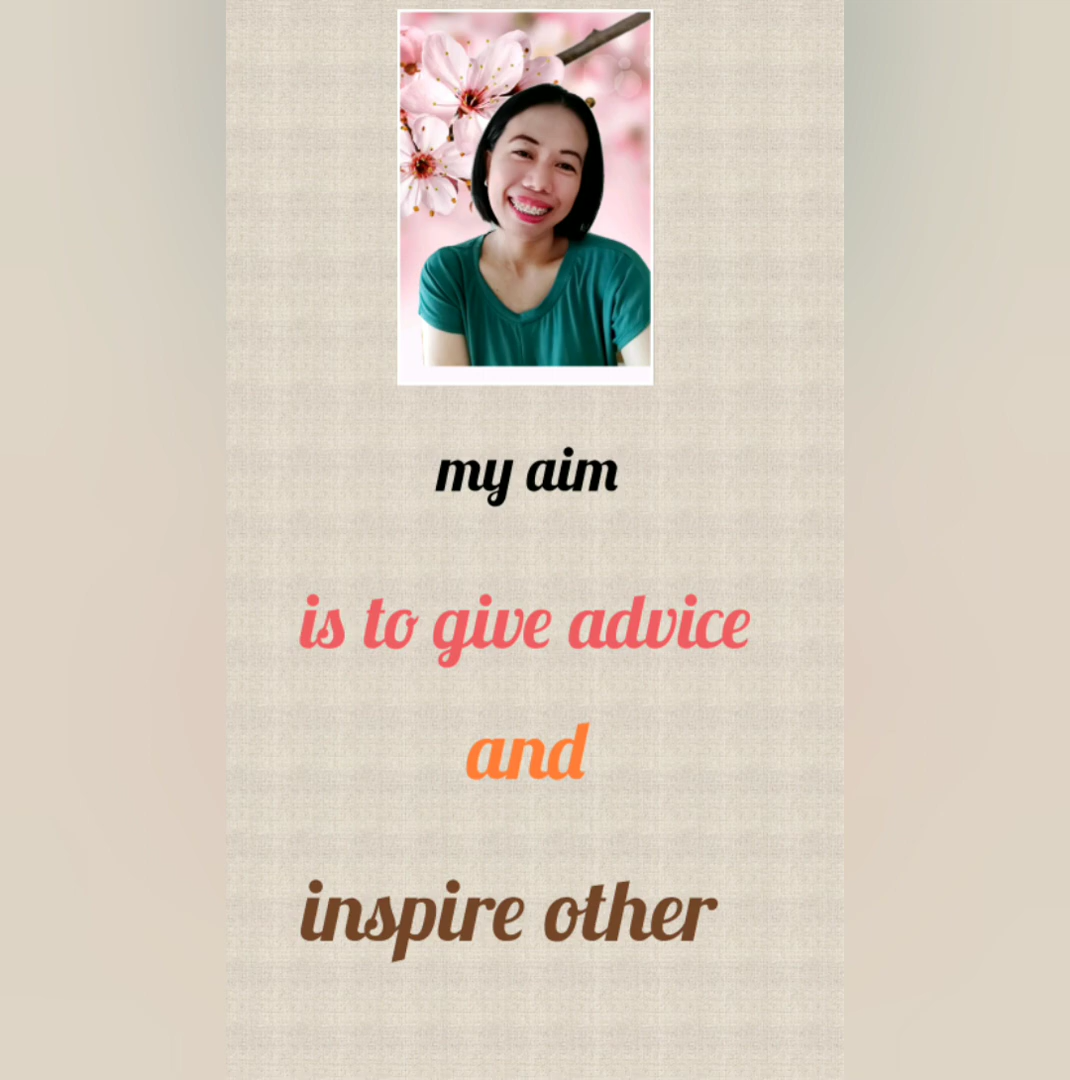 my aim
is to give advice
and
inspire other